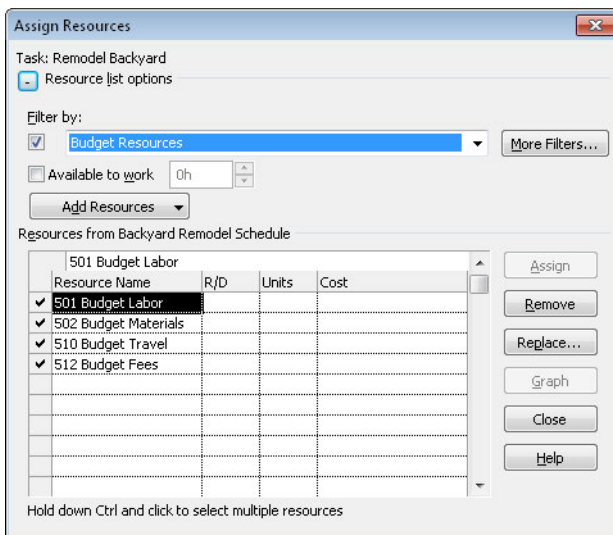 Assign Resources
Task: Remodel Backyard
- Resource list options
Filter by:
Budget Resources
More Filters...
Available to work 0h
Add Resources
Resources from Backyard Remodel Schedule
501 Budget Labor
Assign
Resource Name R/D Units Cost
501 Budget Labor
Remove
502 Budget Materials
510 Budget Travel
Replace...
512 Budget Fees
Graph
Close
Help
Hold down Ctrl and click to select multiple resources